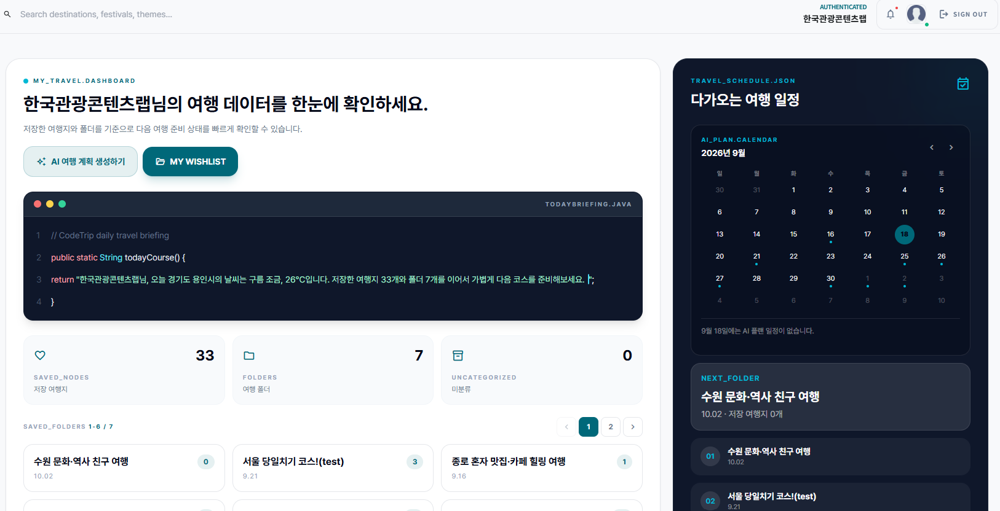 Search destinations, festivals, themes...
AUTHENTICATED
한국관광콘텐츠랩
SIGN OUT
MY_TRAVEL.DASHBOARD
한국관광콘텐츠랩님의 여행 데이터를 한눈에 확인하세요.
저장한 여행지와 폴더를 기준으로 다음 여행 준비 상태를 빠르게 확인할 수 있습니다.
AI 여행 계획 생성하기
MY WISHLIST
TODAYBRIEFING.JAVA
1 // CodeTrip daily travel briefing
2 public static String todayCourse() {
3 return "한국관광콘텐츠랩님, 오늘 경기도 용인시의 날씨는 구름 조금, 26°C입니다. 저장한 여행지 33개와 폴더 7개를 이어서 가볍게 다음 코스를 준비해보세요. ";
4 }
33
SAVED_NODES
저장 여행지
7
FOLDERS
여행 폴더
0
UNCATEGORIZED
미분류
SAVED_FOLDERS 1-6 / 7
1 2
수원 문화·역사 친구 여행 0
10.02
서울 당일치기 코스!(test) 3
9.21
종로 혼자 맛집·카페 힐링 여행 1
9.16
TRAVEL_SCHEDULE.JSON
다가오는 여행 일정
AI_PLAN.CALENDAR
2026년 9월
일 월 화 수 목 금 토
30 31 1 2 3 4 5
6 7 8 9 10 11 12
13 14 15 16 17 18 19
20 21 22 23 24 25 26
27 28 29 30 1 2 3
4 5 6 7 8 9 10
9월 18일에는 AI 플랜 일정이 없습니다.
NEXT_FOLDER
수원 문화·역사 친구 여행
10.02 · 저장 여행지 0개
01 수원 문화·역사 친구 여행
10.02
02 서울 당일치기 코스!(test)
9.21